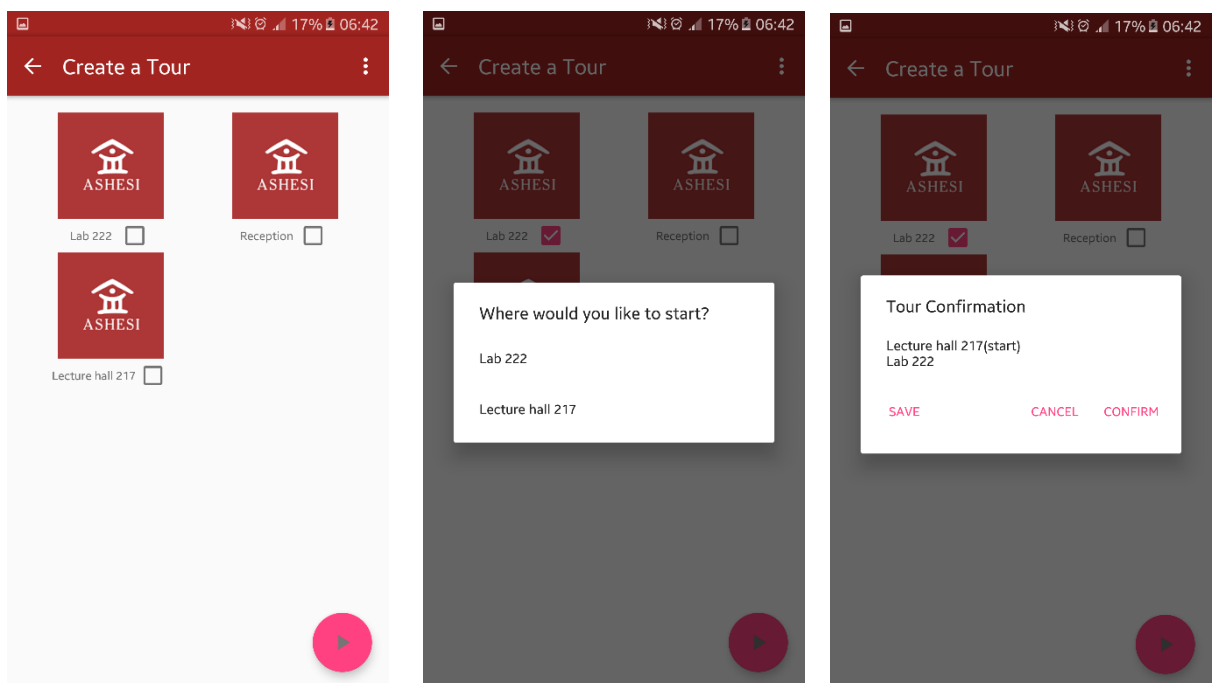 17% 06:42
Create a Tour
ASHESI ASHESI
Lab 222 Reception
ASHESI
Lecture hall 217
17% 06:42
Create a Tour
ASHESI ASHESI
Lab 222 Reception
Where would you like to start?
Lab 222
Lecture hall 217
17% 06:42
Create a Tour
ASHESI ASHESI
Lab 222 Reception
Tour Confirmation
Lecture hall 217(start)
Lab 222
SAVE CANCEL CONFIRM